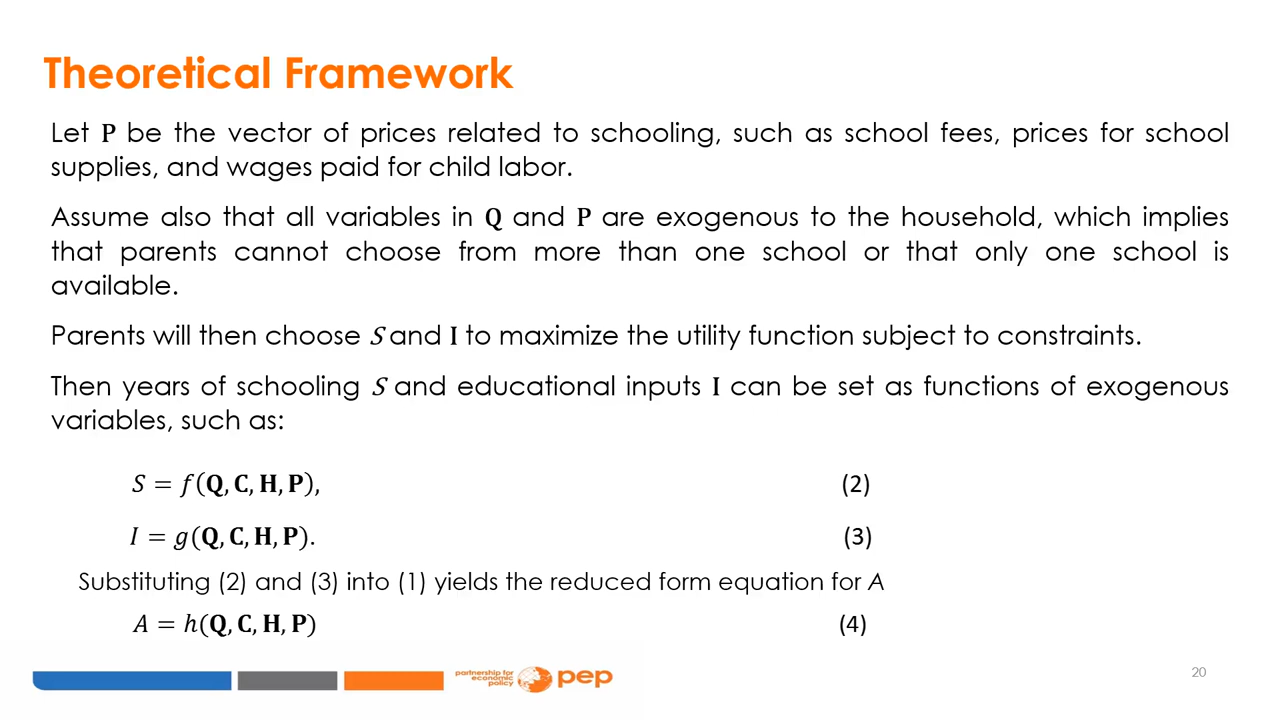 Theoretical Framework
Let P be the vector of prices related to schooling, such as school fees, prices for school
supplies, and wages paid for child labor.
Assume also that all variables in Q and P are exogenous to the household, which implies
that parents cannot choose from more than one school or that only one school is
available.
Parents will then choose S and I to maximize the utility function subject to constraints.
Then years of schooling S and educational inputs I can be set as functions of exogenous
variables, such as:
S = f(Q, C, H, P), (2)
I = g(Q, C, H, P). (3)
Substituting (2) and (3) into (1) yields the reduced form equation for A
A = h(Q, C, H, P) (4)
partnership for
economic
policy
pep
20